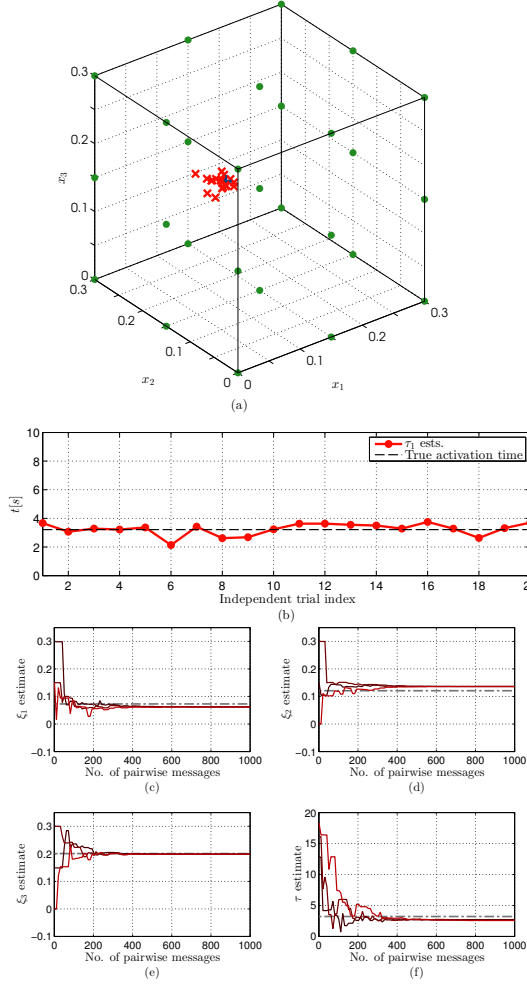 0.3
0.2
x3
0.1
0
0.3
0.3
0.2
0.2
0.1
0.1
x2
0
0
x1
(a)
10
τ1 ests.
True activation time
8
6
t[s]
4
2
0
2 4 6 8 10 12 14 16 18 2
Independent trial index
(b)
0.3
0.2
ξ1 estimate
0.1
0
−0.1
0 200 400 600 800 1000
No. of pairwise messages
(c)
0.3
0.2
ξ2 estimate
0.1
0
−0.1
0 200 400 600 800 1000
No. of pairwise messages
(d)
0.3
0.2
ξ3 estimate
0.1
0
−0.1
0 200 400 600 800 1000
No. of pairwise messages
(e)
20
15
τ estimate
10
5
0
0 200 400 600 800 1000
No. of pairwise messages
(f)